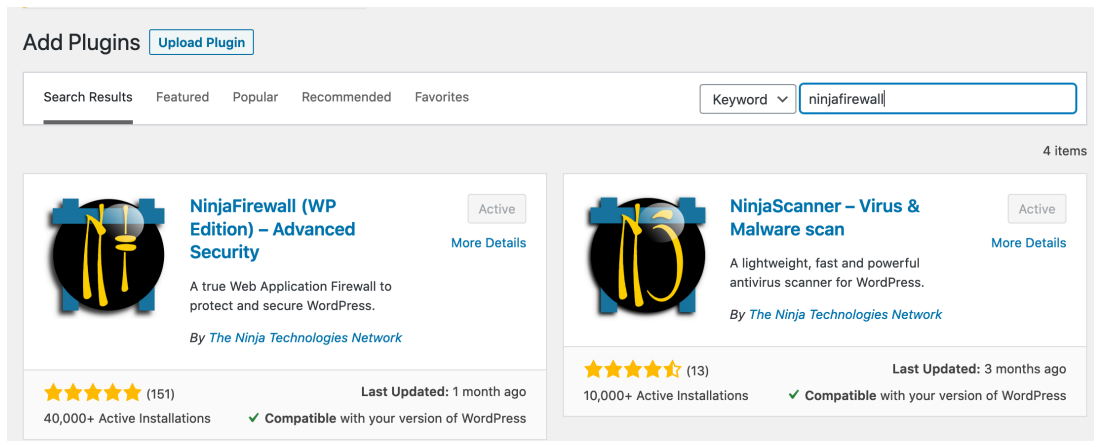 Add Plugins Upload Plugin
Search Results Featured Popular Recommended Favorites Keyword ninjafirewall
4 items
NinjaFirewall (WP
Edition) – Advanced
Security
Active
More Details
A true Web Application Firewall to
protect and secure WordPress.
By The Ninja Technologies Network
(151)
Last Updated: 1 month ago
40,000+ Active Installations
Compatible with your version of WordPress
NinjaScanner – Virus &
Malware scan
Active
More Details
A lightweight, fast and powerful
antivirus scanner for WordPress.
By The Ninja Technologies Network
(13)
Last Updated: 3 months ago
10,000+ Active Installations
Compatible with your version of WordPress